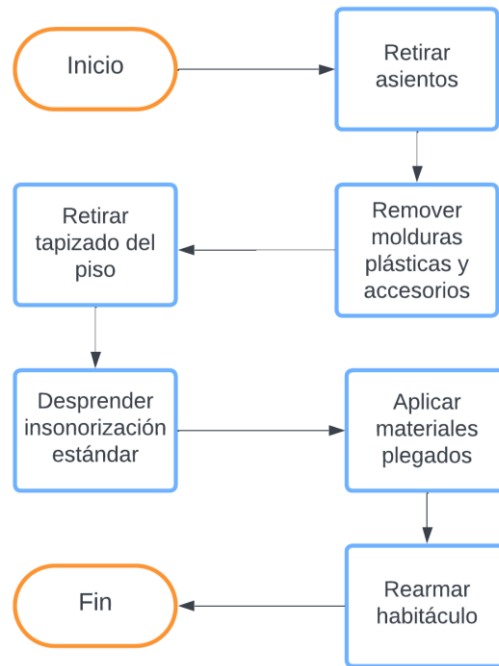 Inicio
Retirar
asientos
Remover
molduras
plásticas y
accesorios
Retirar
tapizado del
piso
Desprender
insonorización
estándar
Aplicar
materiales
plegados
Rearmar
habitáculo
Fin